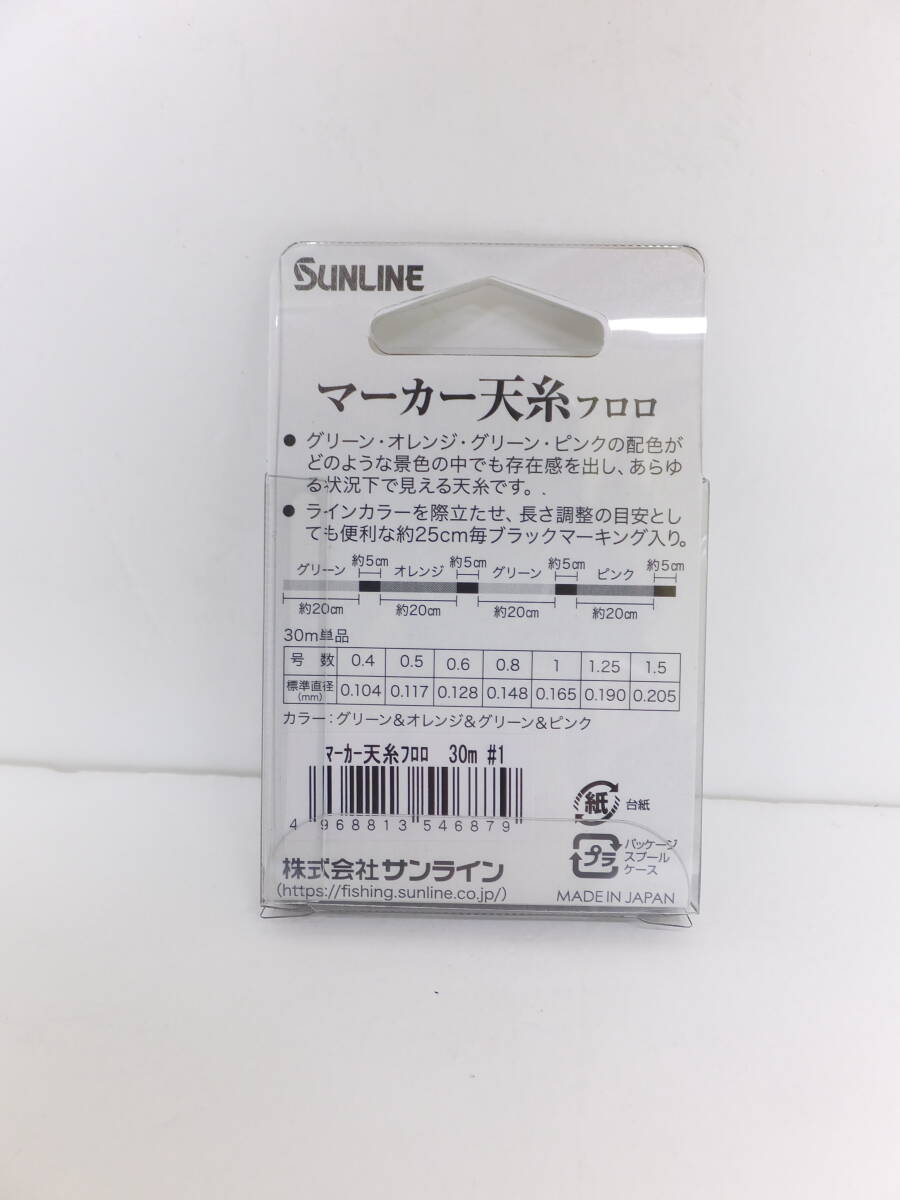 SUNLINE
マーカー天糸フロロ
● グリーン・オレンジ・グリーン・ピンクの配色が
どのような景色の中でも存在感を出し、あらゆ
る状況下で見える天糸です。
● ラインカラーを際立たせ、長さ調整の目安とし
ても便利な約25cm毎ブラックマーキング入り。
グリーン 約5cm オレンジ 約5cm グリーン 約5cm ピンク 約5cm
約20cm 約20cm 約20cm 約20cm
30m単品
号 数 0.4 0.5 0.6 0.8 1 1.25 1.5
標準直径(mm) 0.104 0.117 0.128 0.148 0.165 0.190 0.205
カラー：グリーン&オレンジ&グリーン&ピンク
マーカー天糸フロロ 30m #1
4 968813 546879
紙 台紙
プラ パッケージ
スプール
ケース
株式会社サンライン
(https://fishing.sunline.co.jp/)
MADE IN JAPAN